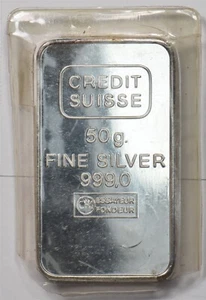 CREDIT
SUISSE
50g.
FINE SILVER
999,0
ESSAYEUR
FONDEUR